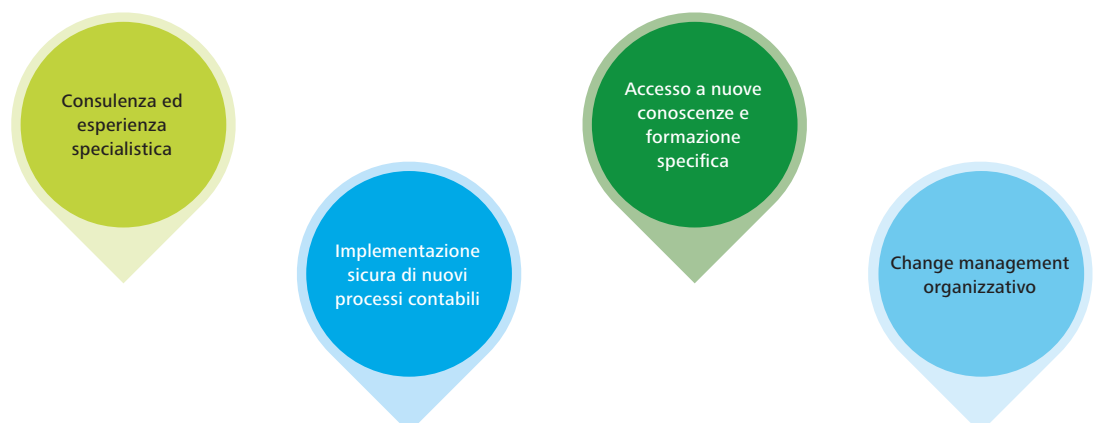 Consulenza ed
esperienza
specialistica
Implementazione
sicura di nuovi
processi contabili
Accesso a nuove
conoscenze e
formazione
specifica
Change management
organizzativo